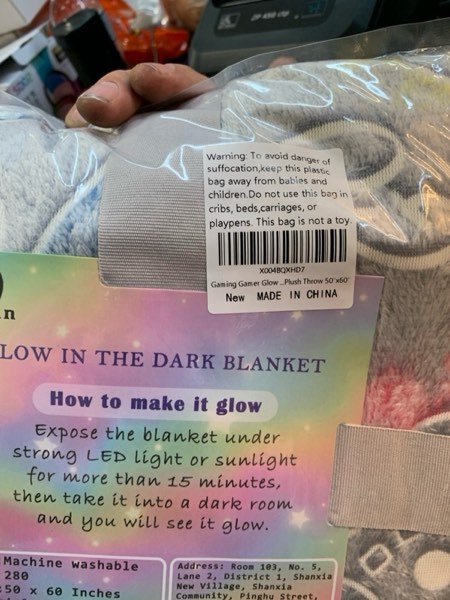 Warning: To avoid danger of
suffocation,keep this plastic
bag away from babies and
children.Do not use this bag in
cribs, beds,carriages, or
playpens. This bag is not a toy.
X004BQXHD7
Gaming Gamer Glow ...Plush Throw 50"x60"
New MADE IN CHINA
n
LOW IN THE DARK BLANKET
How to make it glow
Expose the blanket under
strong LED light or sunlight
for more than 15 minutes,
then take it into a dark room
and you will see it glow.
Machine washable
280
50 x 60 Inches
Address: Room 103, No. 5,
Lane 2, District 1, Shanxia
New Village, Shanxia
Community, Pinghu Street,